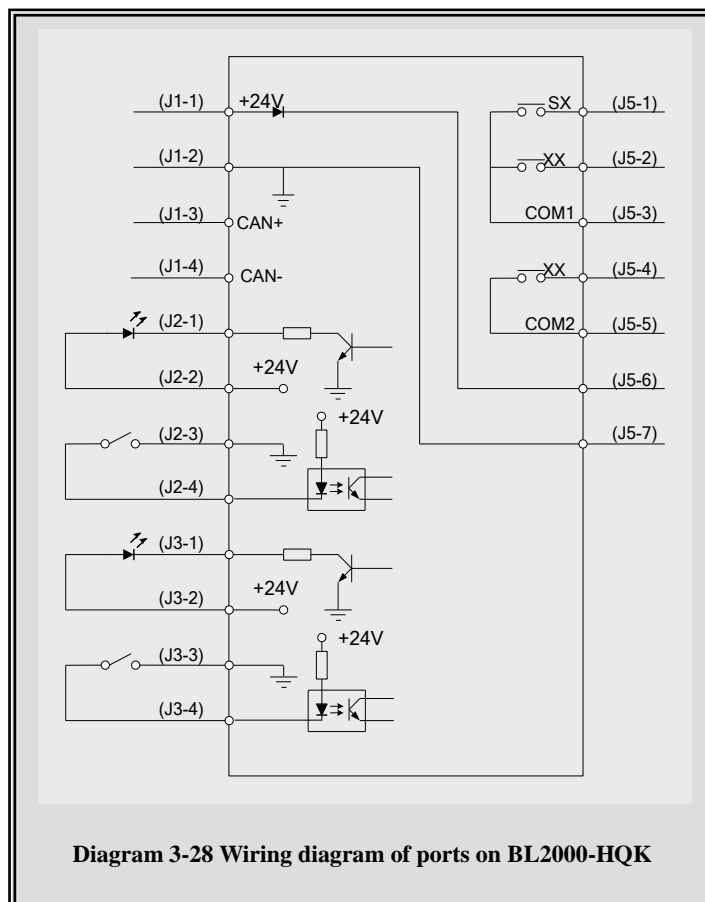 (J1-1) +24V SX (J5-1)
(J1-2) XX (J5-2)
(J1-3) CAN+ COM1 (J5-3)
(J1-4) CAN- XX (J5-4)
(J2-1) COM2 (J5-5)
(J2-2) +24V (J5-6)
+24V
(J2-3) (J5-7)
(J2-4)
(J3-1)
(J3-2) +24V
+24V
(J3-3)
(J3-4)
Diagram 3-28 Wiring diagram of ports on BL2000-HQK